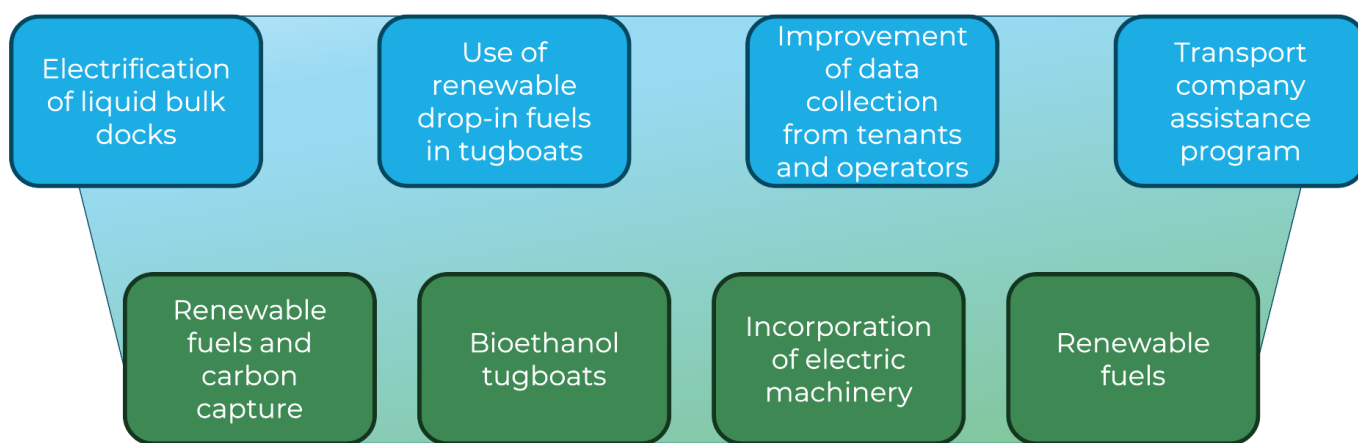 Electrification
of liquid bulk
docks
Use of
renewable
drop-in fuels
in tugboats
Improvement
of data
collection
from tenants
and operators
Transport
company
assistance
program
Renewable
fuels and
carbon
capture
Bioethanol
tugboats
Incorporation
of electric
machinery
Renewable
fuels